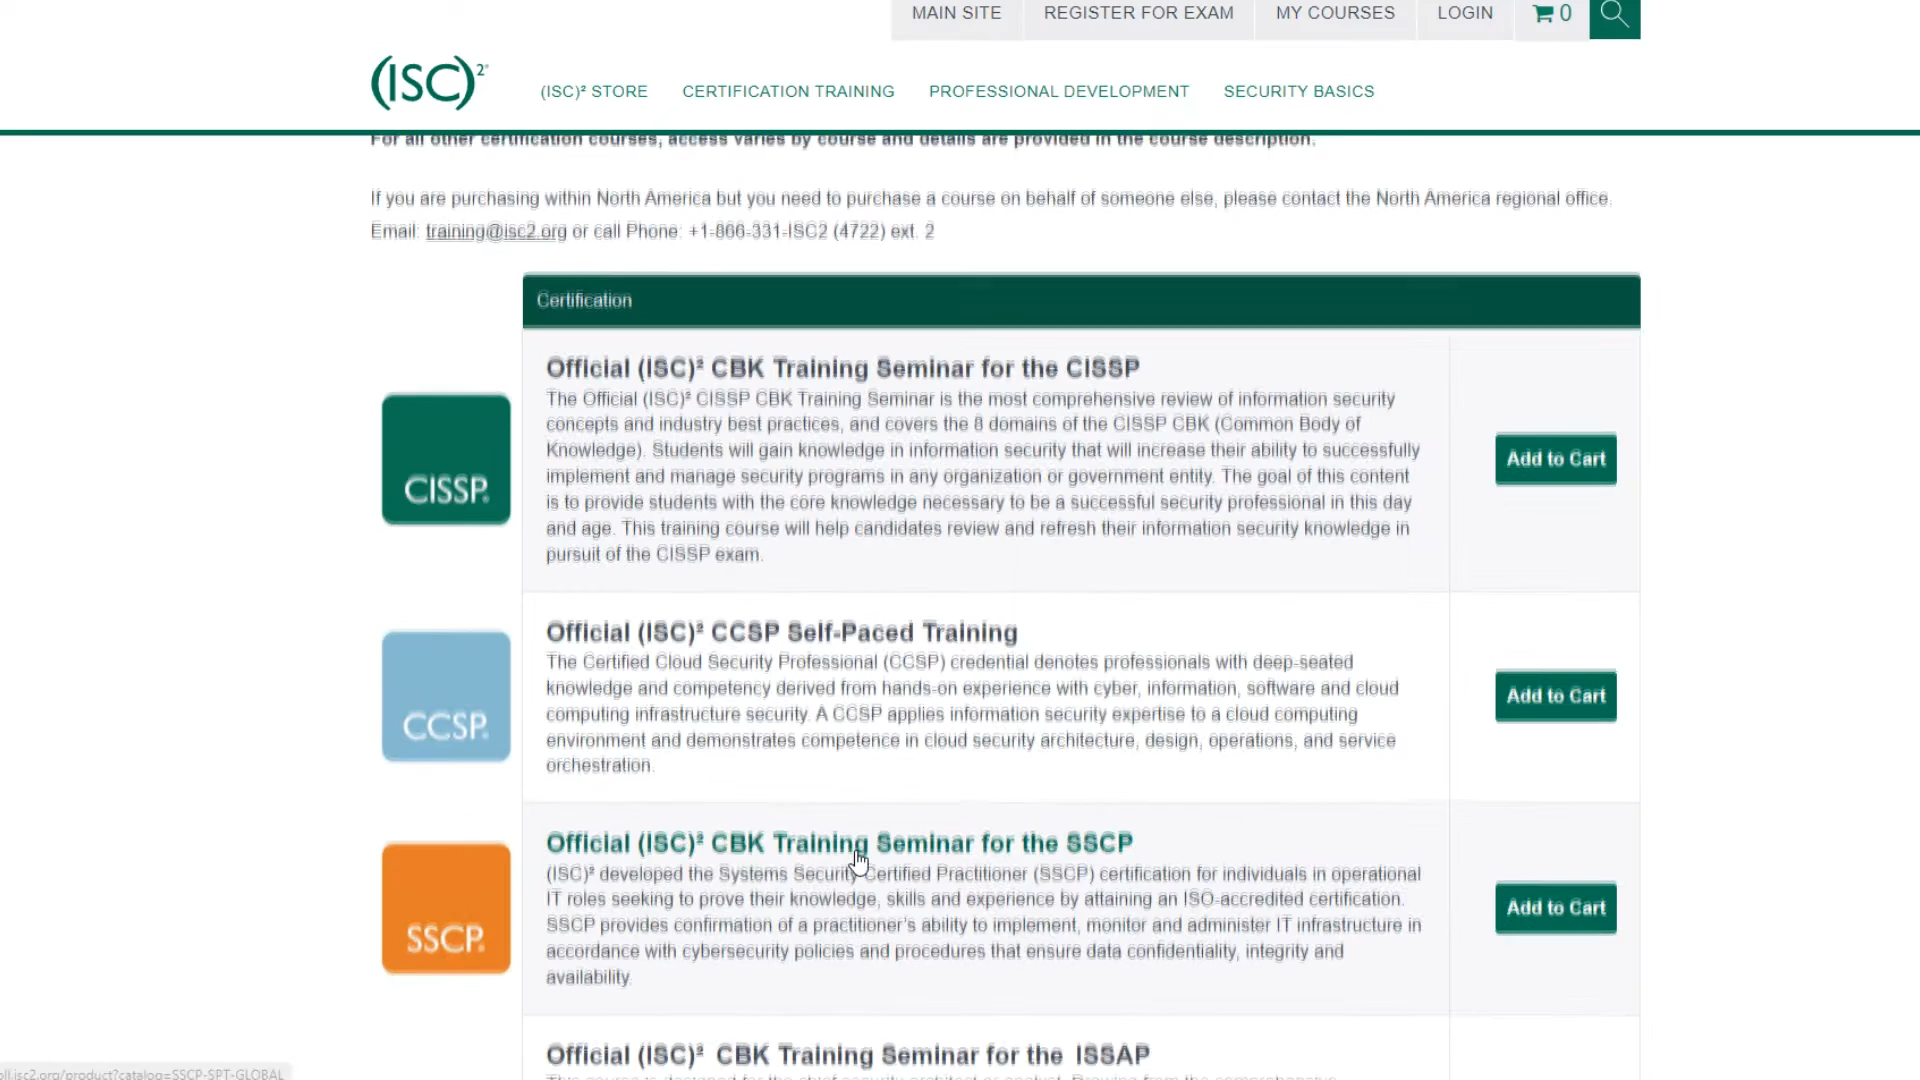 MAIN SITE REGISTER FOR EXAM MY COURSES LOGIN 0
(ISC)²®
(ISC)² STORE CERTIFICATION TRAINING PROFESSIONAL DEVELOPMENT SECURITY BASICS
For all other certification courses, access varies by course and details are provided in the course description.
If you are purchasing within North America but you need to purchase a course on behalf of someone else, please contact the North America regional office.
Email: training@isc2.org or call Phone: +1-866-331-ISC2 (4722) ext. 2
Certification
CISSP®
Official (ISC)² CBK Training Seminar for the CISSP
The Official (ISC)² CISSP CBK Training Seminar is the most comprehensive review of information security
concepts and industry best practices, and covers the 8 domains of the CISSP CBK (Common Body of
Knowledge). Students will gain knowledge in information security that will increase their ability to successfully
implement and manage security programs in any organization or government entity. The goal of this content
is to provide students with the core knowledge necessary to be a successful security professional in this day
and age. This training course will help candidates review and refresh their information security knowledge in
pursuit of the CISSP exam.
Add to Cart
CCSP®
Official (ISC)² CCSP Self-Paced Training
The Certified Cloud Security Professional (CCSP) credential denotes professionals with deep-seated
knowledge and competency derived from hands-on experience with cyber, information, software and cloud
computing infrastructure security. A CCSP applies information security expertise to a cloud computing
environment and demonstrates competence in cloud security architecture, design, operations, and service
orchestration.
Add to Cart
SSCP®
Official (ISC)² CBK Training Seminar for the SSCP
(ISC)² developed the Systems Security Certified Practitioner (SSCP) certification for individuals in operational
IT roles seeking to prove their knowledge, skills and experience by attaining an ISO-accredited certification.
SSCP provides confirmation of a practitioner's ability to implement, monitor and administer IT infrastructure in
accordance with cybersecurity policies and procedures that ensure data confidentiality, integrity and
availability.
Add to Cart
Official (ISC)² CBK Training Seminar for the ISSAP
This course is designed for the chief security architect or analyst. Drawing from the comprehensive
oll.isc2.org/product?catalog=SSCP-SPT-GLOBAL